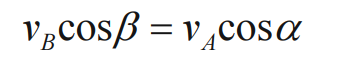 v_B cosβ = v_A cosα